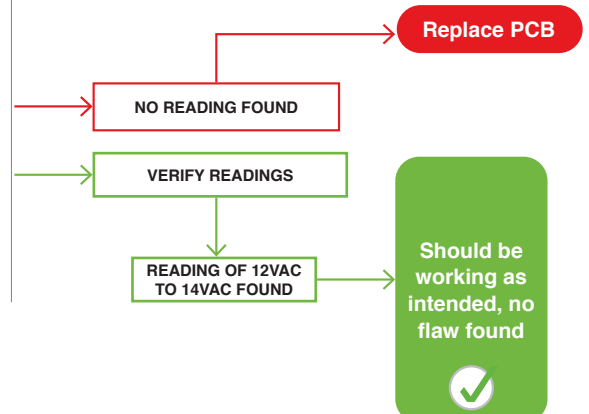 Replace PCB
NO READING FOUND
VERIFY READINGS
READING OF 12VAC
TO 14VAC FOUND
Should be
working as
intended, no
flaw found